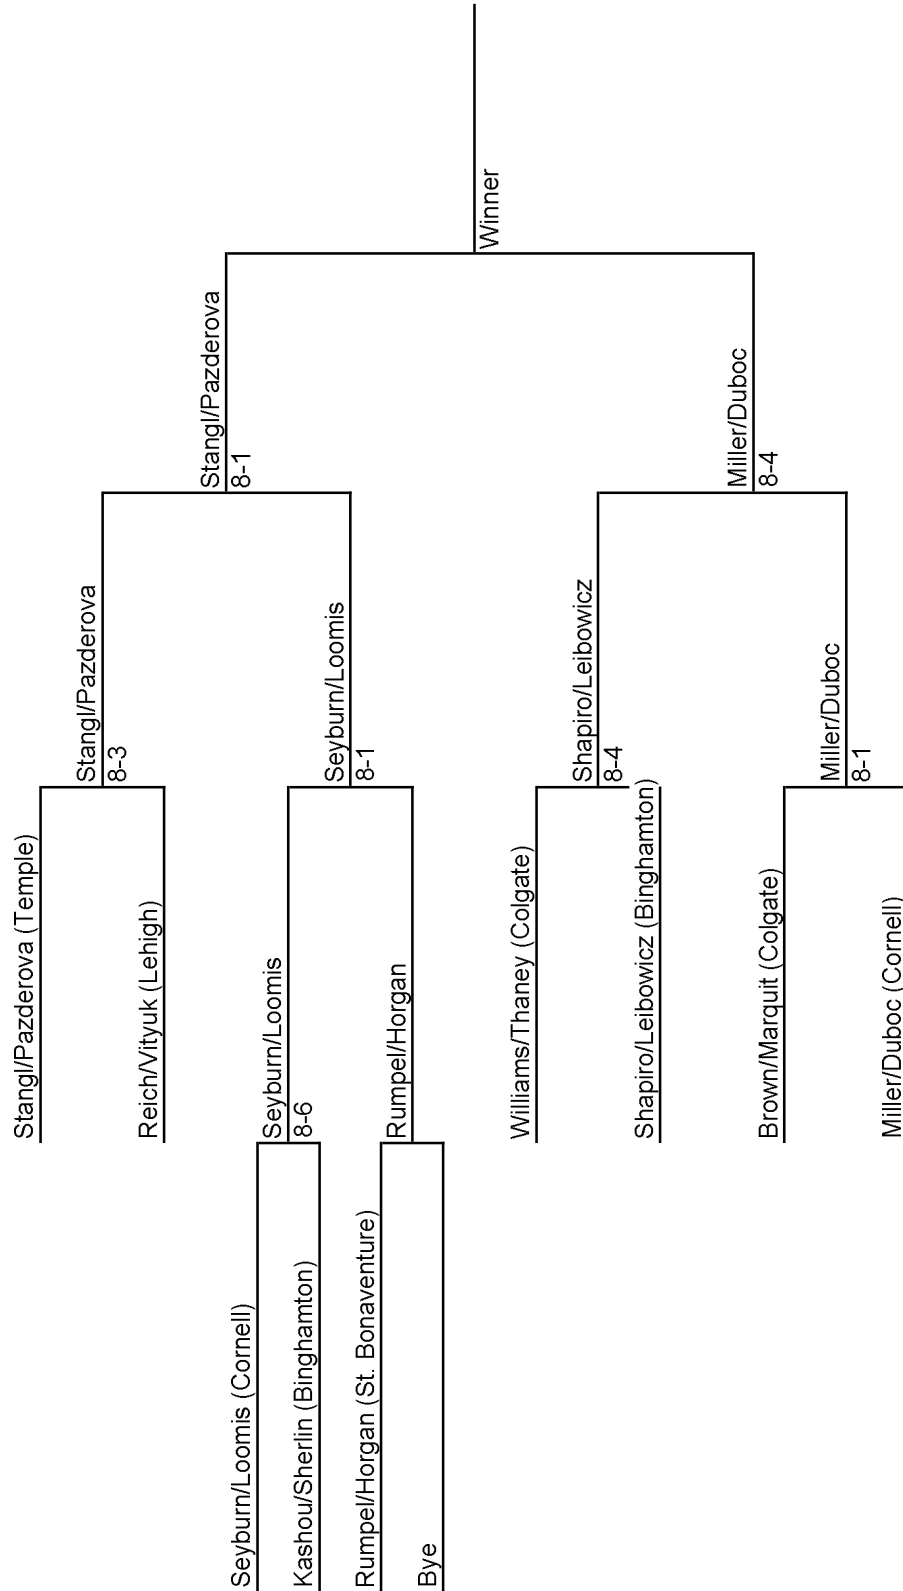 Seyburn/Loomis (Cornell)
Kashou/Sherlin (Binghamton)
Rumpel/Horgan (St. Bonaventure)
Bye
Stangl/Pazderova (Temple)
Reich/Vityuk (Lehigh)
Seyburn/Loomis
8-6
Rumpel/Horgan
Williams/Thaney (Colgate)
Shapiro/Leibowicz (Binghamton)
Brown/Marquit (Colgate)
Miller/Duboc (Cornell)
Stangl/Pazderova
8-3
Seyburn/Loomis
8-1
Shapiro/Leibowicz
8-4
Miller/Duboc
8-1
Stangl/Pazderova
8-1
Miller/Duboc
8-4
Winner